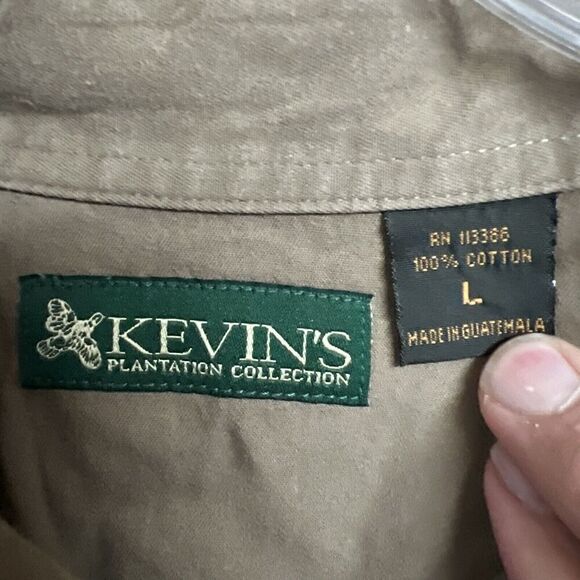 KEVIN'S
PLANTATION COLLECTION
RN 113386
100% COTTON
L
MADE IN GUATEMALA